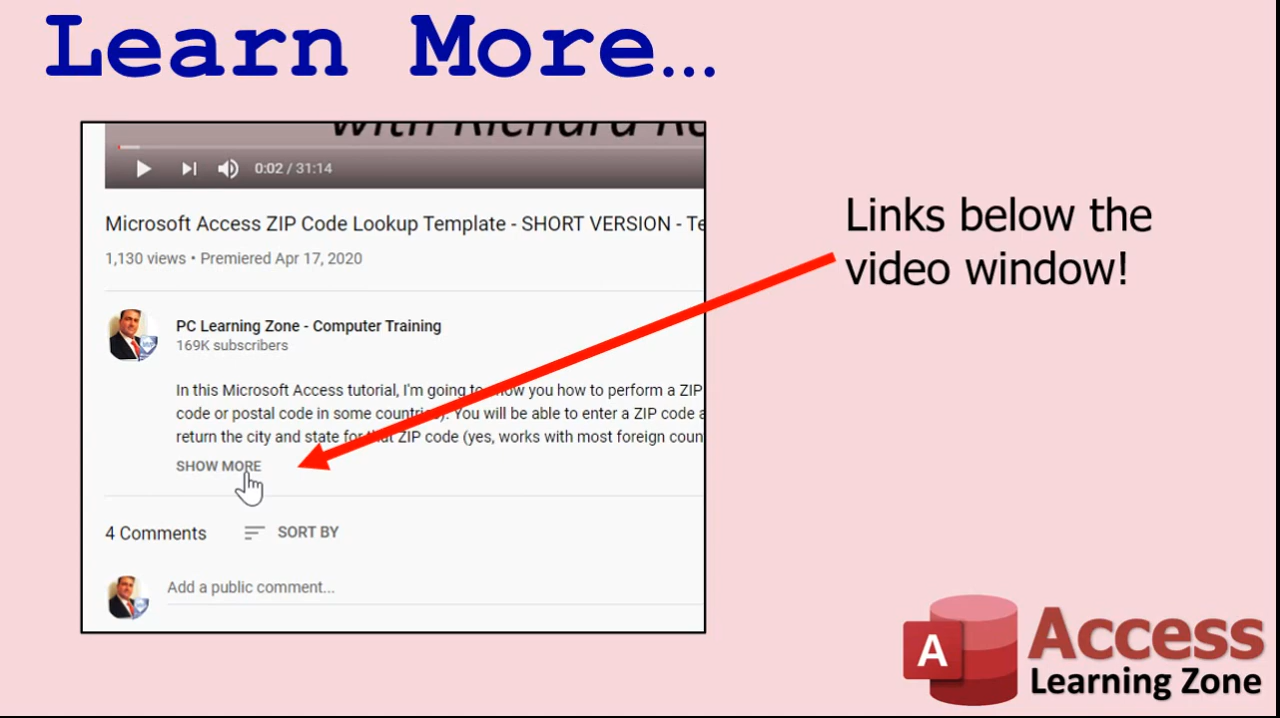 Learn More...
with Richard
0:02 / 31:14
Microsoft Access ZIP Code Lookup Template - SHORT VERSION -
1,130 views • Premiered Apr 17, 2020
PC Learning Zone - Computer Training
169K subscribers
In this Microsoft Access tutorial, I'm going to show you how to perform a ZIP
code or postal code in some countries). You will be able to enter a ZIP code
return the city and state for that ZIP code (yes, works with most foreign
SHOW MORE
4 Comments SORT BY
Add a public comment...
Links below the
video window!
A
Access
Learning Zone